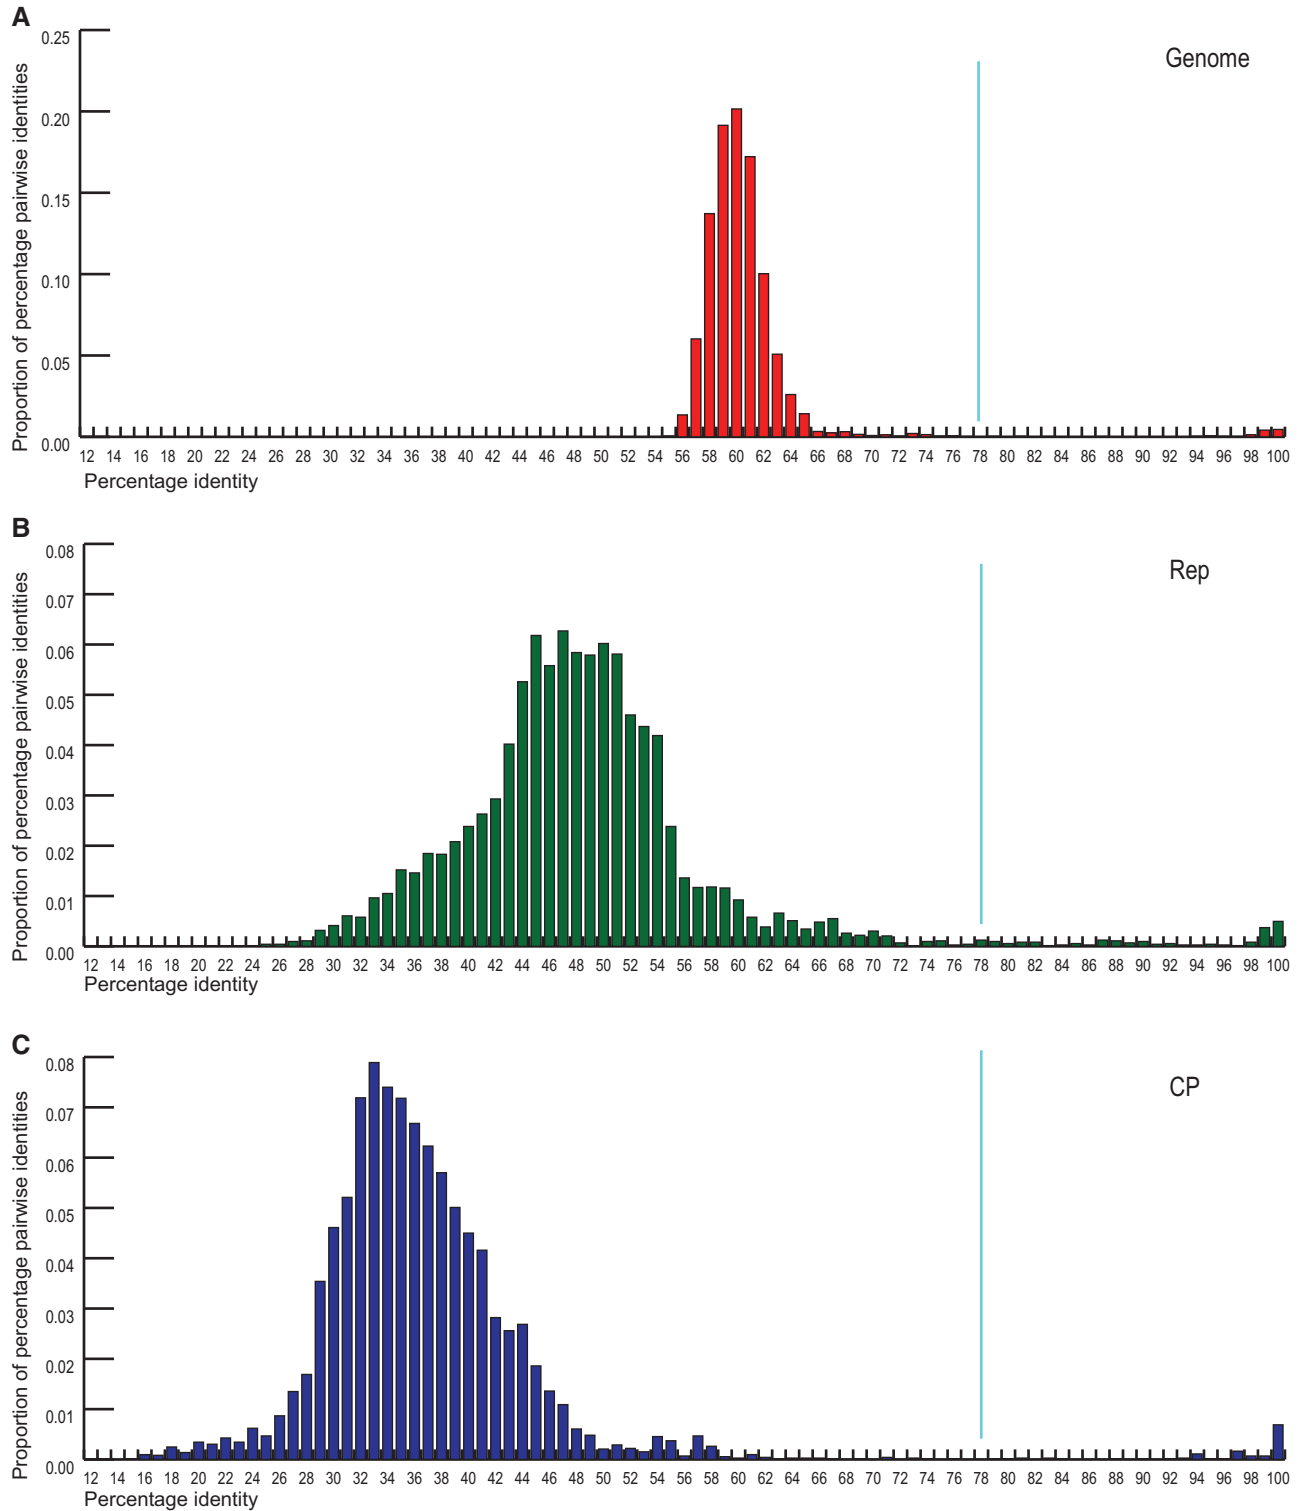 A
0.25
0.20
0.15
0.10
0.05
0.00
Proportion of percentage pairwise identities
Genome
12 14 16 18 20 22 24 26 28 30 32 34 36 38 40 42 44 46 48 50 52 54 56 58 60 62 64 66 68 70 72 74 76 78 80 82 84 86 88 90 92 94 96 98 100
Percentage identity
B
0.08
0.07
0.06
0.05
0.04
0.03
0.02
0.01
0.00
Proportion of percentage pairwise identities
Rep
12 14 16 18 20 22 24 26 28 30 32 34 36 38 40 42 44 46 48 50 52 54 56 58 60 62 64 66 68 70 72 74 76 78 80 82 84 86 88 90 92 94 96 98 100
Percentage identity
C
0.08
0.07
0.06
0.05
0.04
0.03
0.02
0.01
0.00
Proportion of percentage pairwise identities
CP
12 14 16 18 20 22 24 26 28 30 32 34 36 38 40 42 44 46 48 50 52 54 56 58 60 62 64 66 68 70 72 74 76 78 80 82 84 86 88 90 92 94 96 98 100
Percentage identity